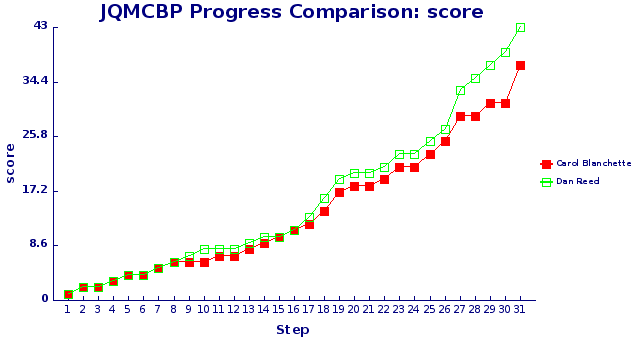 JQMCBP Progress Comparison: score
43
34.4
25.8
17.2
8.6
0
score
1 2 3 4 5 6 7 8 9 10 11 12 13 14 15 16 17 18 19 20 21 22 23 24 25 26 27 28 29 30 31
Step
Carol Blanchette
Dan Reed